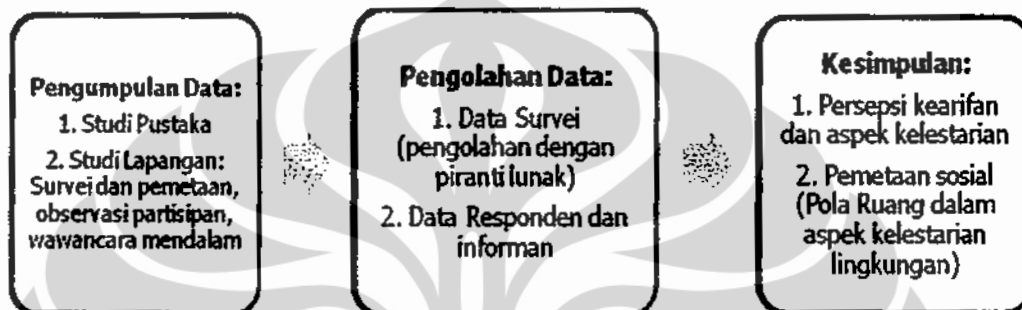 Pengumpulan Data:
1. Studi Pustaka
2. Studi Lapangan:
Survei dan pemetaan,
observasi partisipan,
wawancara mendalam
Pengolahan Data:
1. Data Survei
(pengolahan dengan
piranti lunak)
2. Data Responden dan
informan
Kesimpulan:
1. Persepsi kearifan
dan aspek kelestarian
2. Pemetaan sosial
(Pola Ruang dalam
aspek kelestarian
lingkungan)